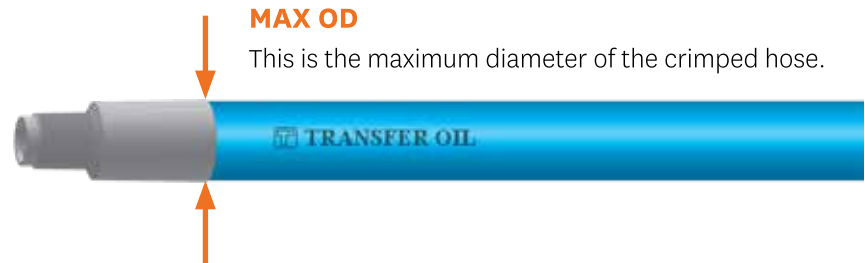 MAX OD
This is the maximum diameter of the crimped hose.
TRANSFER OIL